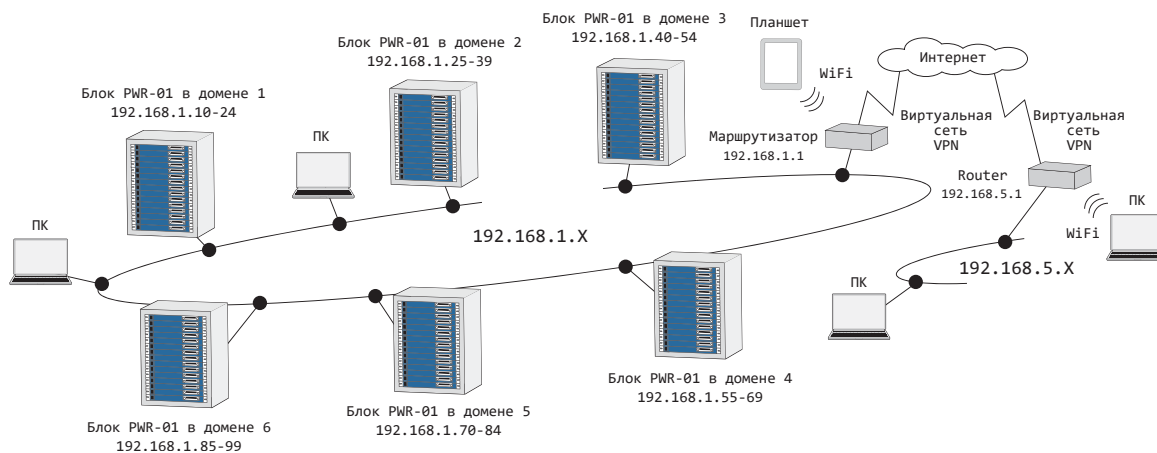 Блок PWR-01 в домене 3
192.168.1.40-54
Планшет
WiFi
Интернет
Блок PWR-01 в домене 2
192.168.1.25-39
Блок PWR-01 в домене 1
192.168.1.10-24
ПК
Маршрутизатор
192.168.1.1
Виртуальная
сеть
VPN
Виртуальная
сеть
VPN
Router
192.168.5.1
WiFi
ПК
ПК
192.168.1.X
192.168.5.X
ПК
Блок PWR-01 в домене 4
192.168.1.55-69
Блок PWR-01 в домене 5
192.168.1.70-84
Блок PWR-01 в домене 6
192.168.1.85-99